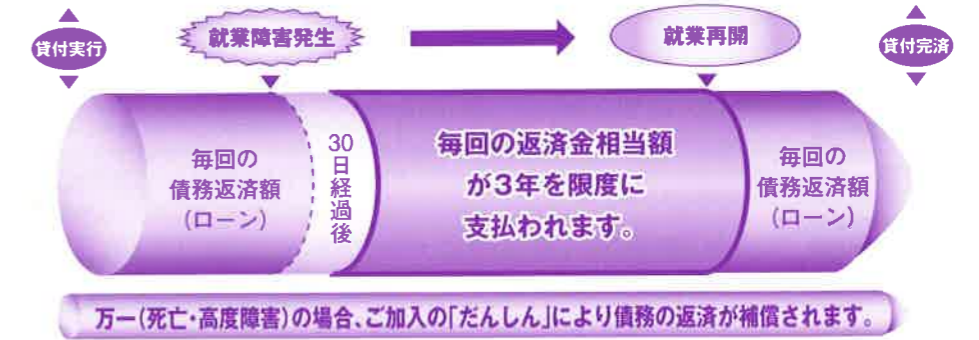 貸付実行
就業障害発生
就業再開
貸付完済
毎回の
債務返済額
(ローン)
30日経過後
毎回の返済金相当額
が3年を限度に
支払われます。
毎回の
債務返済額
(ローン)
万一(死亡・高度障害)の場合、ご加入の「だんしん」により債務の返済が補償されます。